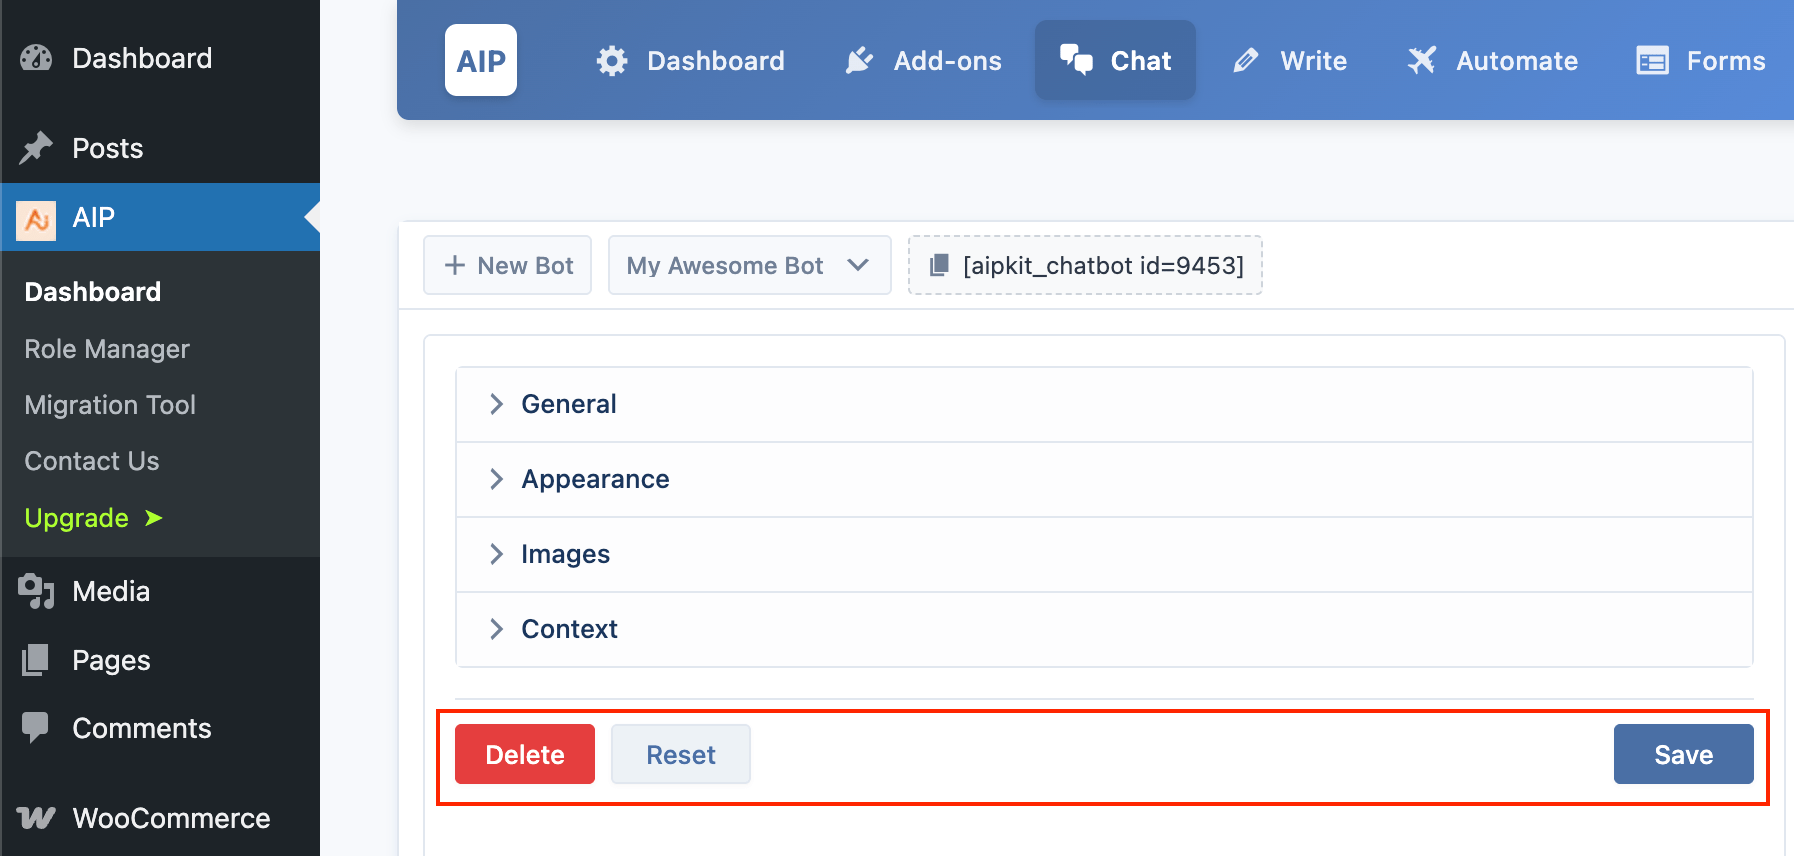 Dashboard
Posts
AIP
Dashboard
Role Manager
Migration Tool
Contact Us
Upgrade ➤
Media
Pages
Comments
WooCommerce
AIP
Dashboard
Add-ons
Chat
Write
Automate
Forms
+ New Bot
My Awesome Bot
[aipkit_chatbot id=9453]
General
Appearance
Images
Context
Delete
Reset
Save